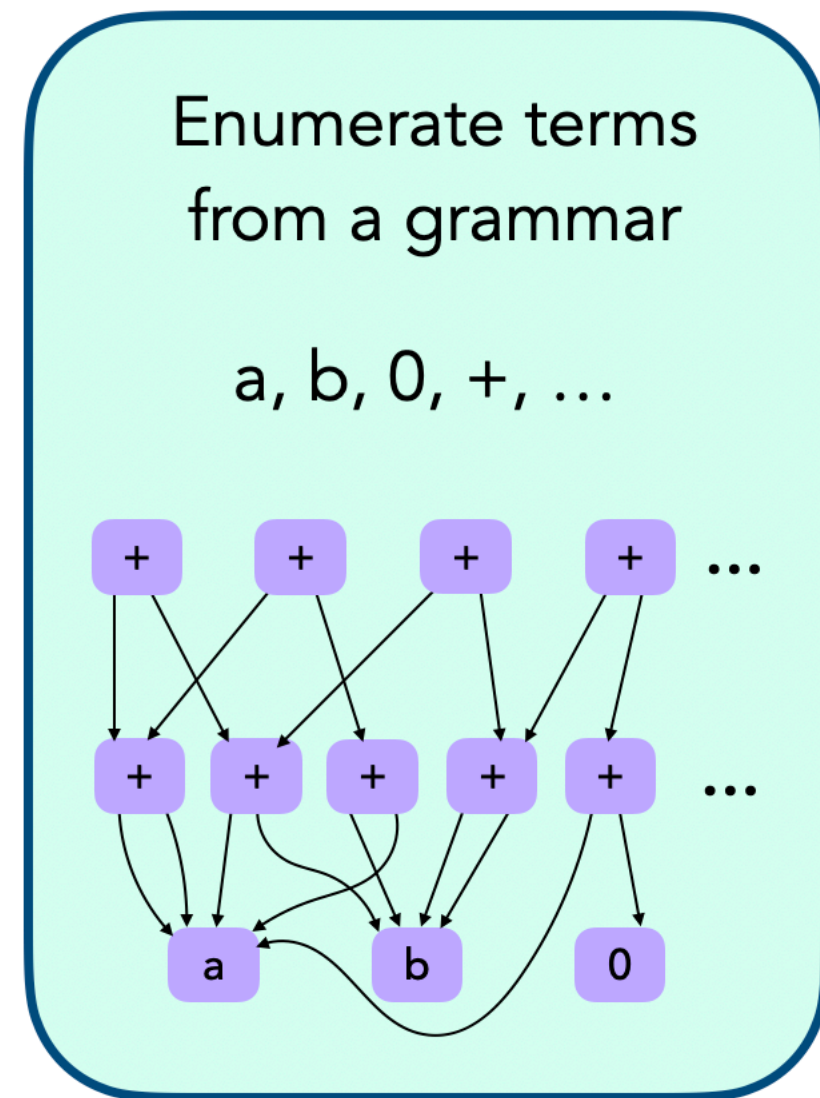 Enumerate terms
from a grammar
a, b, 0, +, ...
+ + + + ...
+ + + + + ...
a b 0